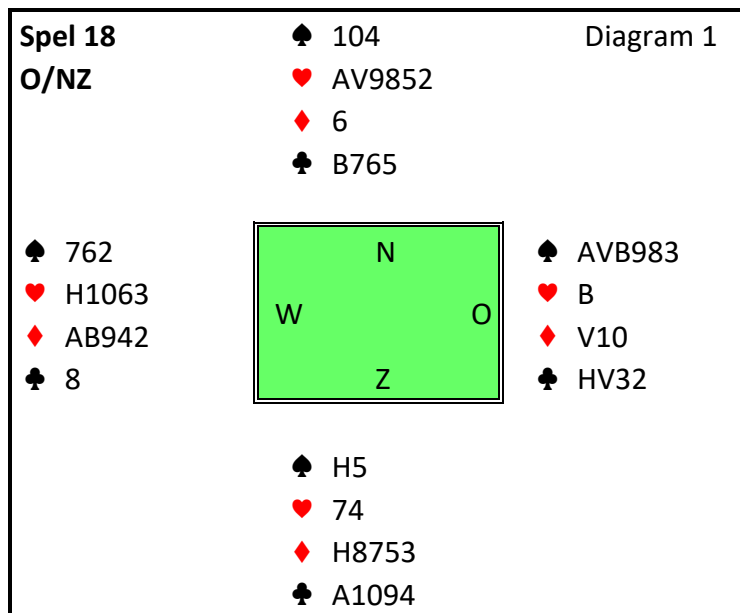 Spel 18 ♠ 104 Diagram 1
O/NZ ♥ AV9852
♦ 6
♣ B765
♠ 762 N ♠ AVB983
♥ H1063 ♥ B
W O
♦ AB942 ♦ V10
♣ 8 Z ♣ HV32
♠ H5
♥ 74
♦ H8753
♣ A1094